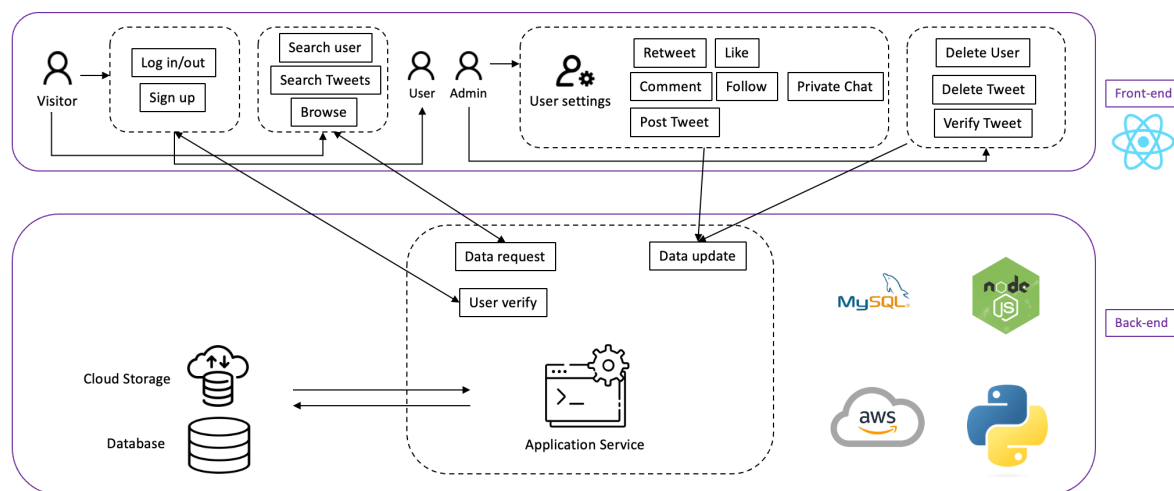 Visitor
Log in/out
Sign up
Search user
Search Tweets
Browse
User
Admin
User settings
Retweet
Like
Comment
Follow
Private Chat
Post Tweet
Delete User
Delete Tweet
Verify Tweet
Front-end
Data request
Data update
User verify
MySQL
node
JS
Back-end
Cloud Storage
Database
>_
Application Service
aws